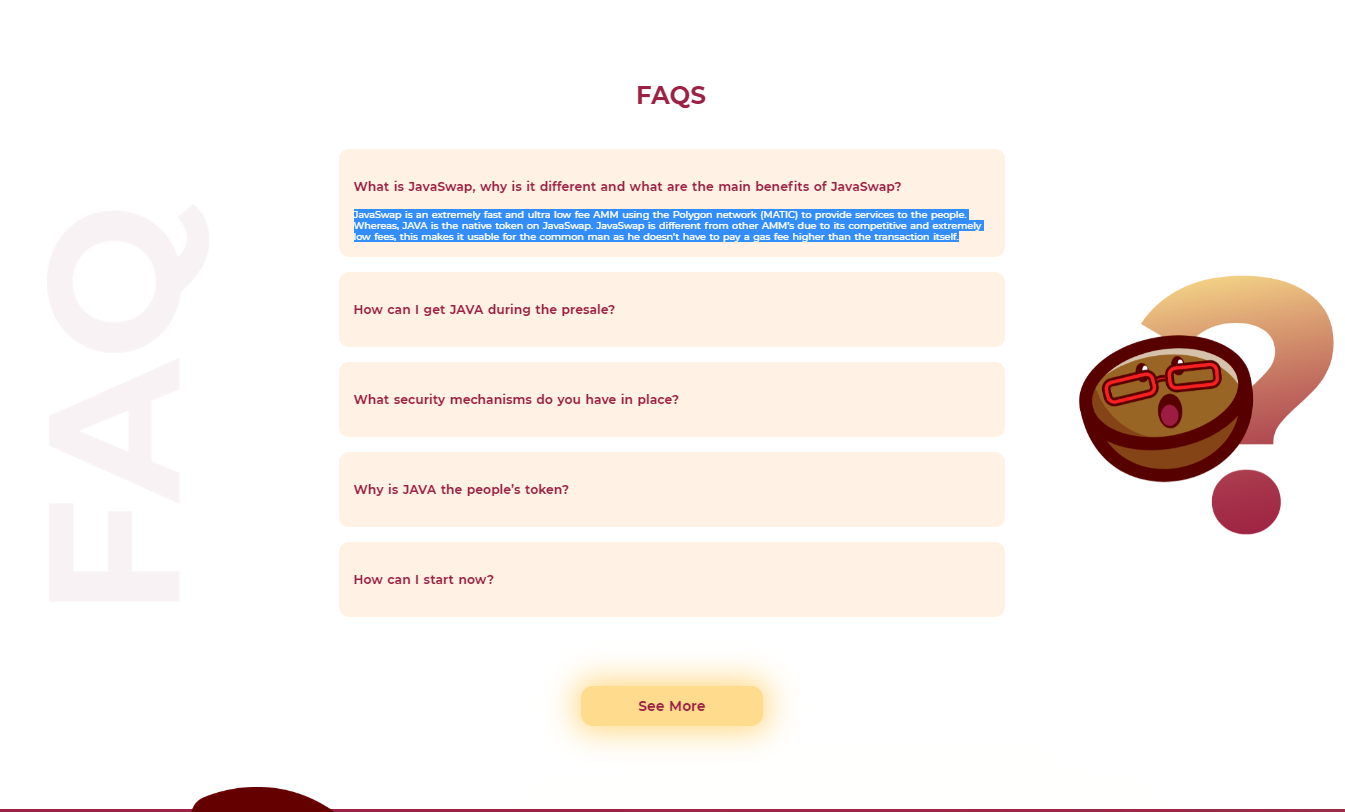 FAQ
FAQS
What is JavaSwap, why is it different and what are the main benefits of JavaSwap?
JavaSwap is an extremely fast and ultra low fee AMM using the Polygon network (MATIC) to provide services to the people.
Whereas, JAVA is the native token on JavaSwap. JavaSwap is different from other AMM's due to its competitive and extremely
low fees, this makes it usable for the common man as he doesn't have to pay a gas fee higher than the transaction itself.
How can I get JAVA during the presale?
What security mechanisms do you have in place?
Why is JAVA the people’s token?
How can I start now?
See More